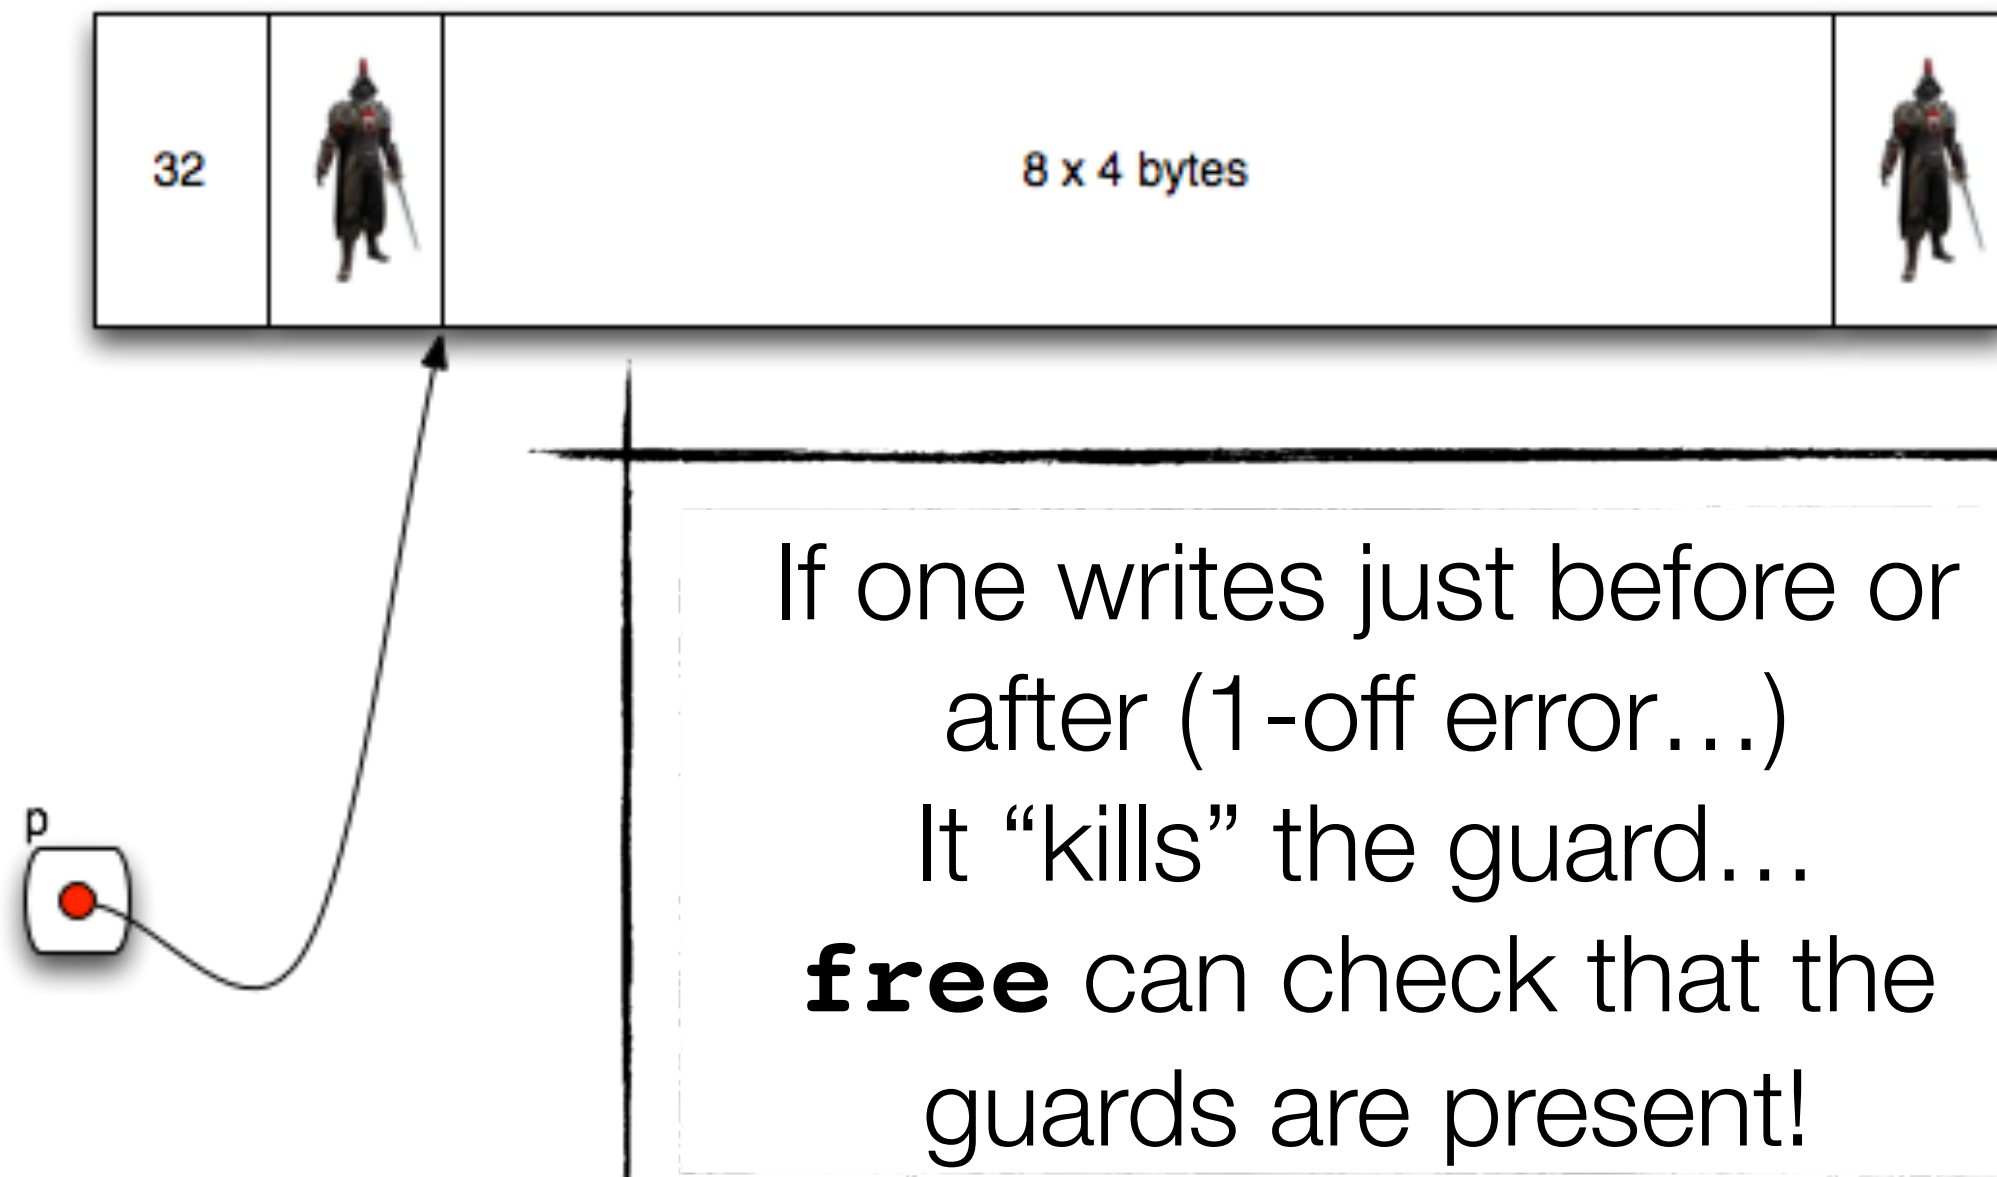 32
8 x 4 bytes
p
If one writes just before or
after (1-off error…)
It “kills” the guard…
free can check that the
guards are present!